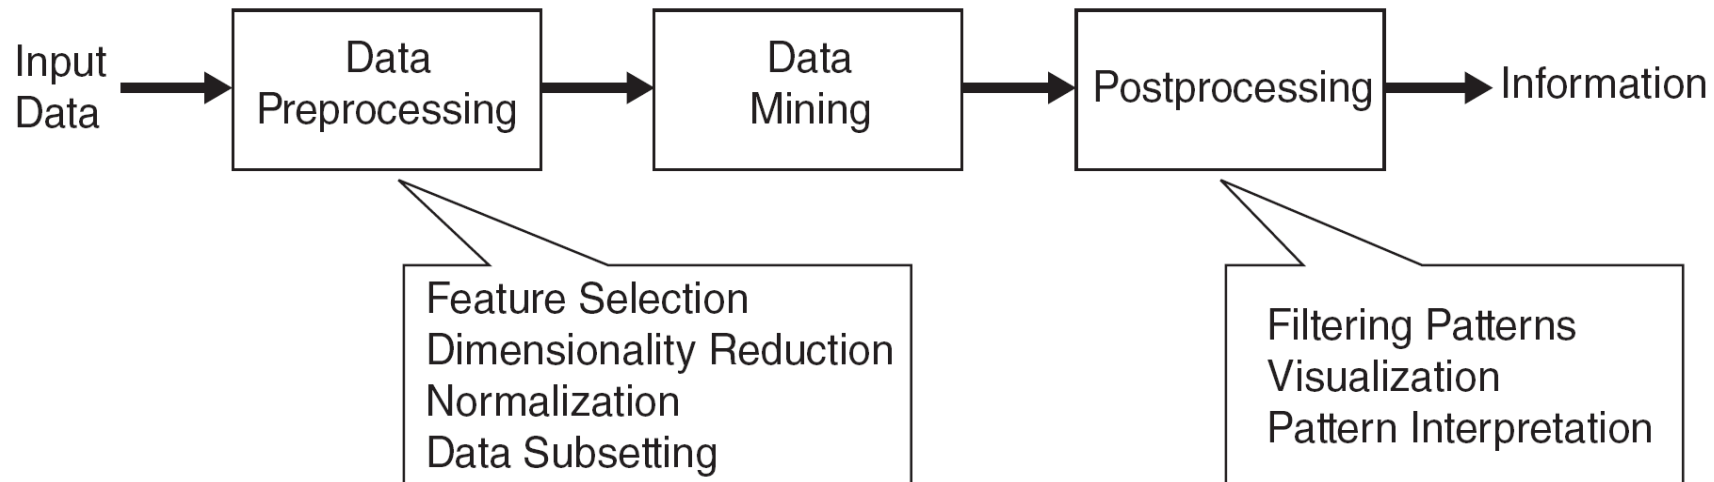 Input
Data
Data
Preprocessing
Data
Mining
Postprocessing
Information
Feature Selection
Dimensionality Reduction
Normalization
Data Subsetting
Filtering Patterns
Visualization
Pattern Interpretation